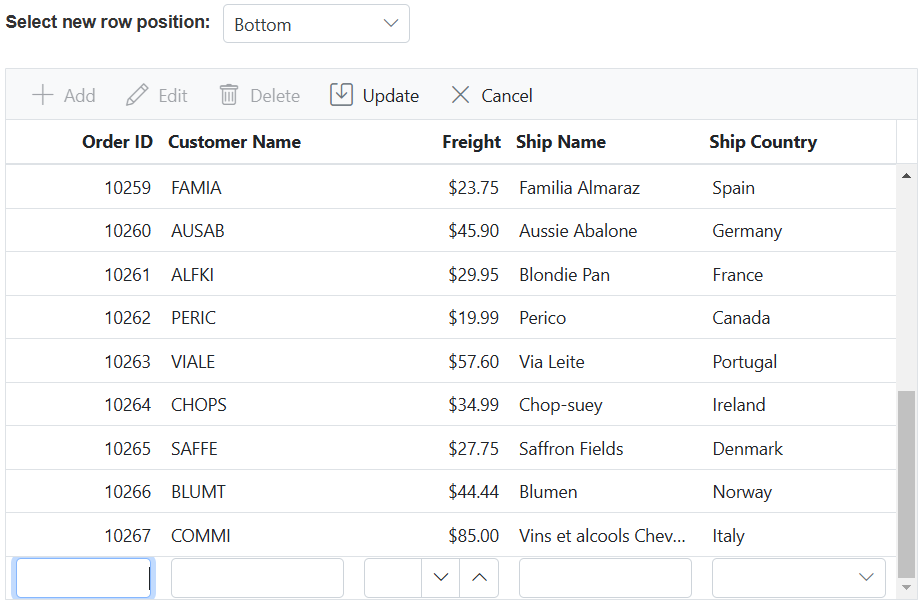 Select new row position: Bottom
Add Edit Delete Update Cancel
Order ID Customer Name Freight Ship Name Ship Country
10259 FAMIA $23.75 Familia Almaraz Spain
10260 AUSAB $45.90 Aussie Abalone Germany
10261 ALFKI $29.95 Blondie Pan France
10262 PERIC $19.99 Perico Canada
10263 VIALE $57.60 Via Leite Portugal
10264 CHOPS $34.99 Chop-suey Ireland
10265 SAFFE $27.75 Saffron Fields Denmark
10266 BLUMT $44.44 Blumen Norway
10267 COMMI $85.00 Vins et alcools Chev... Italy